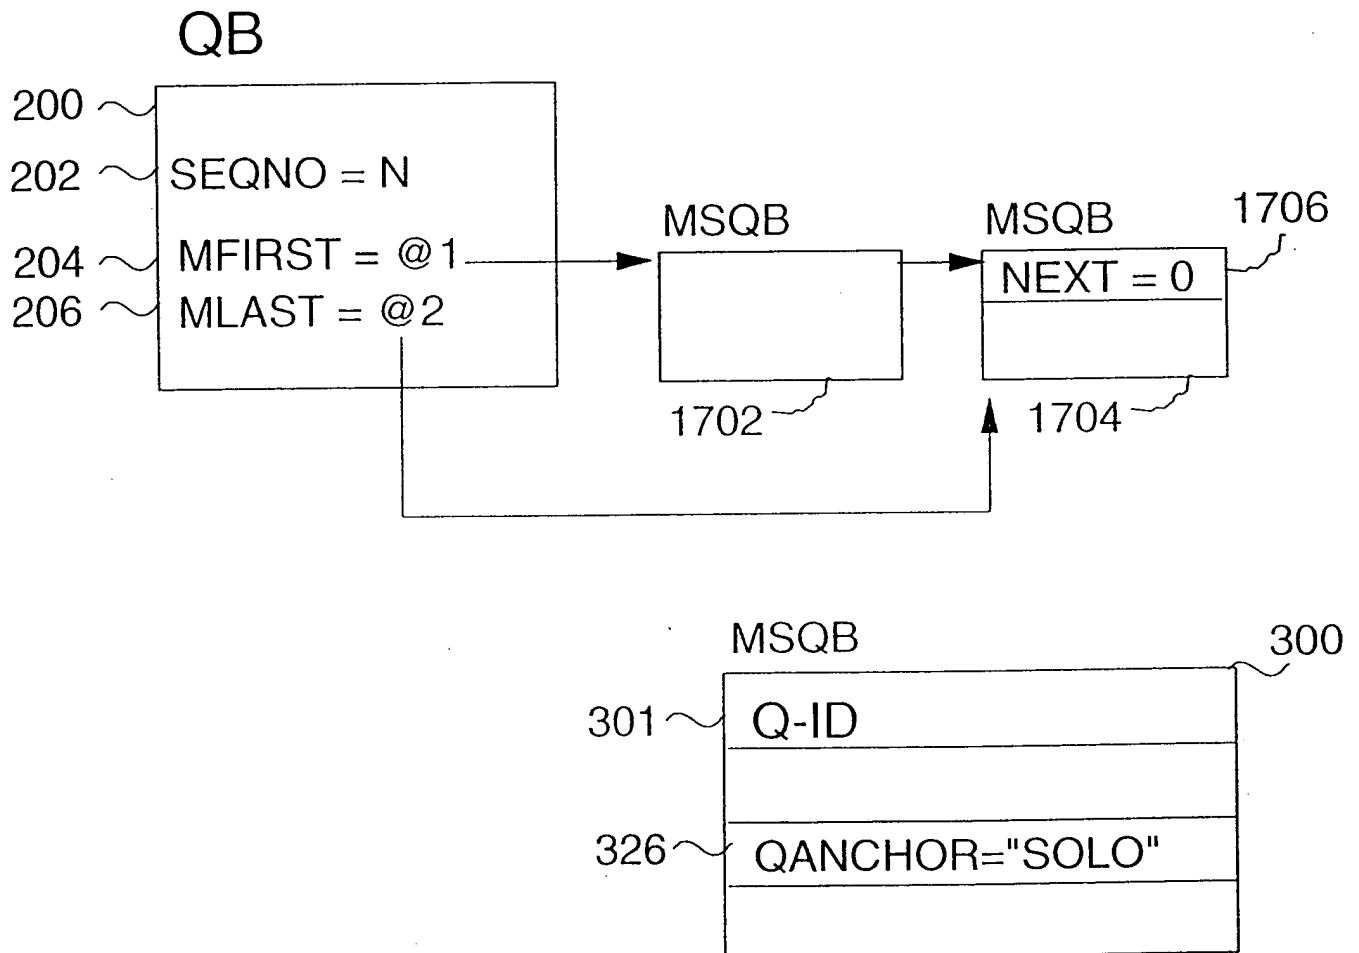 QB
200
202 SEQNO = N
204 MFIRST = @1
206 MLAST = @2
MSQB
1702
MSQB
1706
NEXT = 0
1704
MSQB
300
301 Q-ID
326 QANCHOR="SOLO"